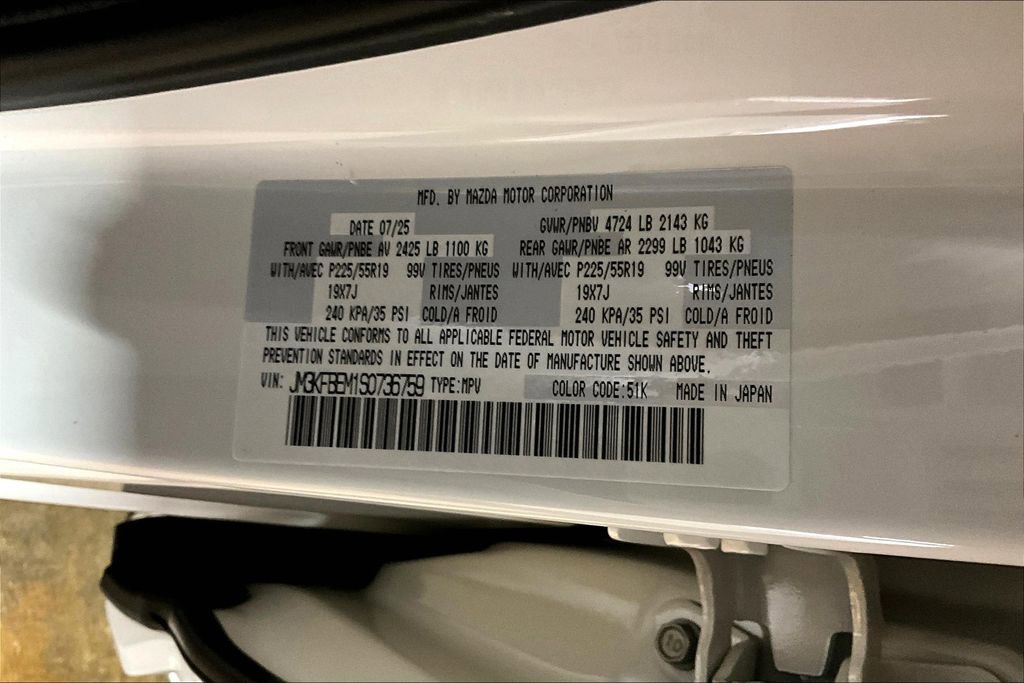 MFD. BY MAZDA MOTOR CORPORATION
DATE 07/25 GVWR/PNBV 4724 LB 2143 KG
FRONT GAWR/PNBE AV 2425 LB 1100 KG REAR GAWR/PNBE AR 2299 LB 1043 KG
WITH/AVEC P225/55R19 99V TIRES/PNEUS WITH/AVEC P225/55R19 99V TIRES/PNEUS
19X7J RIMS/JANTES 19X7J RIMS/JANTES
240 KPA/35 PSI COLD/A FROID 240 KPA/35 PSI COLD/A FROID
THIS VEHICLE CONFORMS TO ALL APPLICABLE FEDERAL MOTOR VEHICLE SAFETY AND THEFT
PREVENTION STANDARDS IN EFFECT ON THE DATE OF MANUFACTURE SHOWN ABOVE.
VIN: TYPE:MPV COLOR CODE:51K MADE IN JAPAN